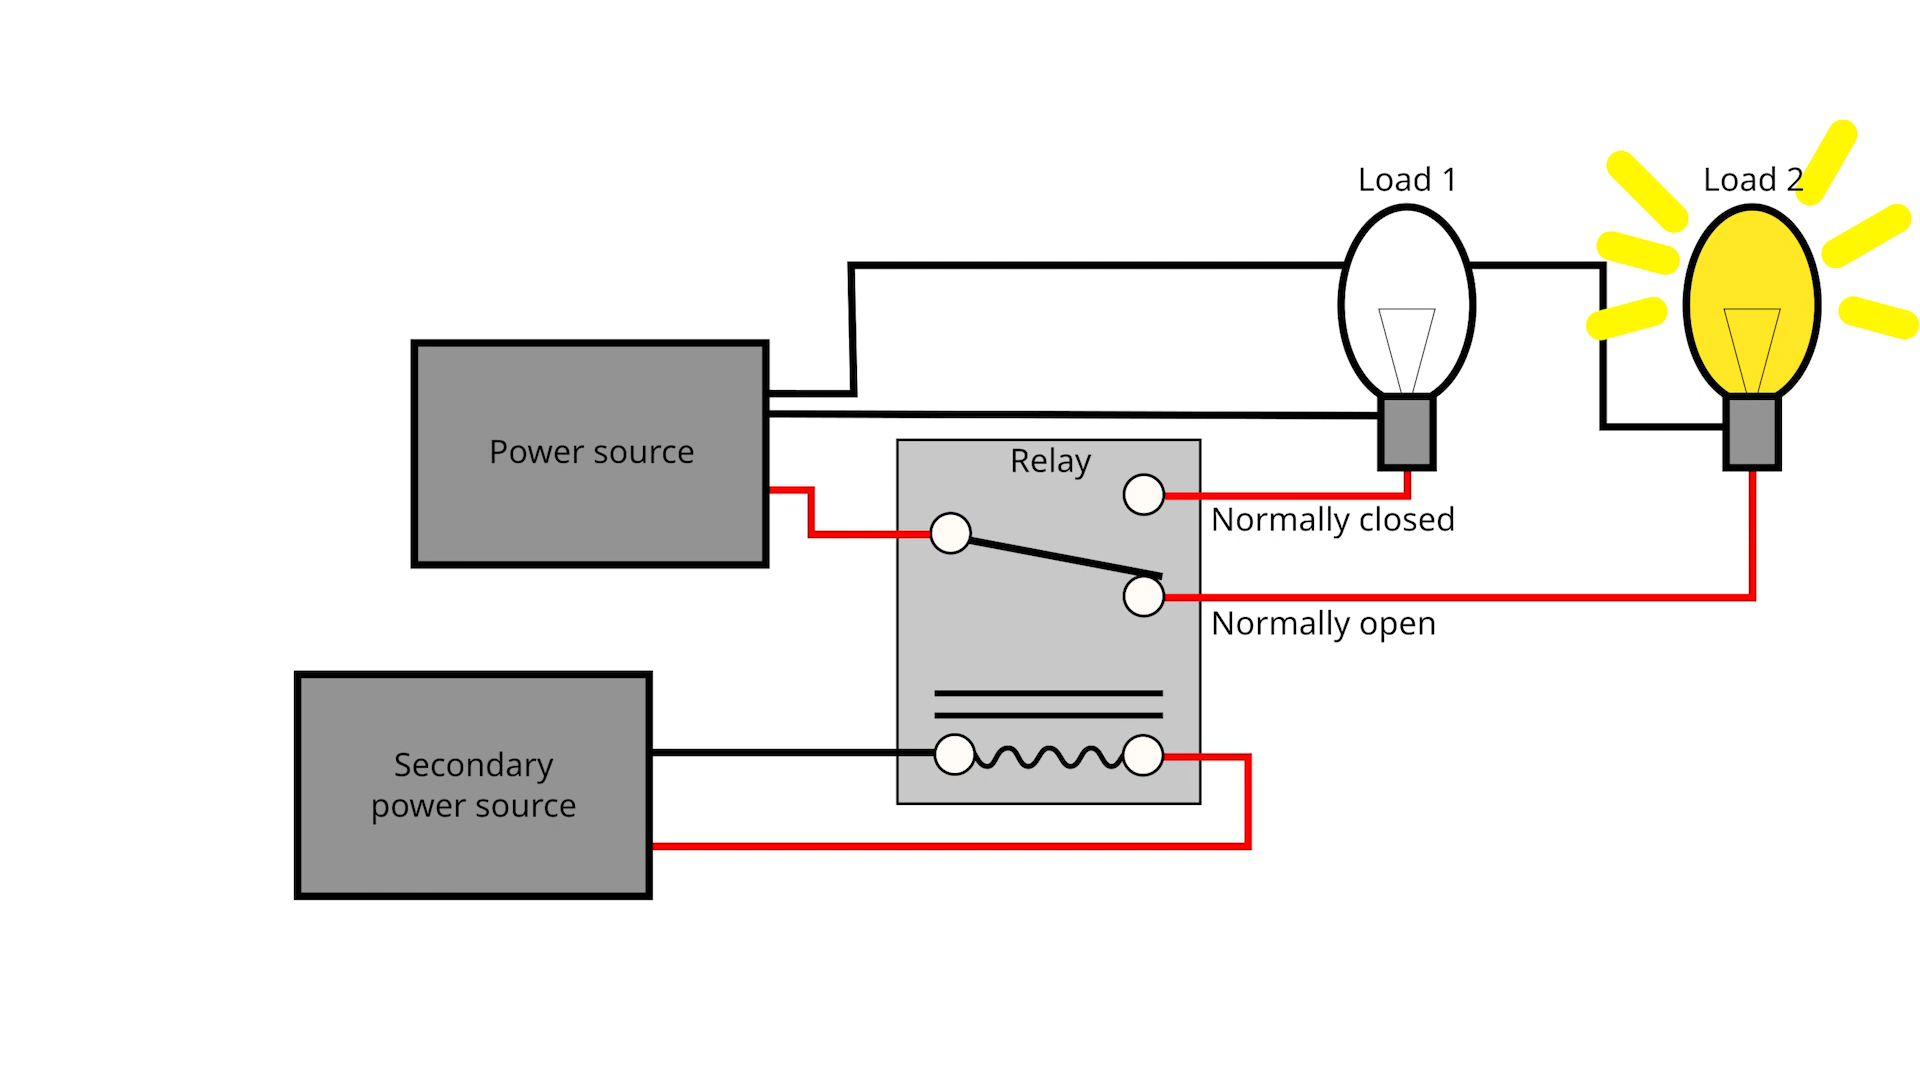 Load 1
Load 2
Power source
Relay
Normally closed
Normally open
Secondary
power source